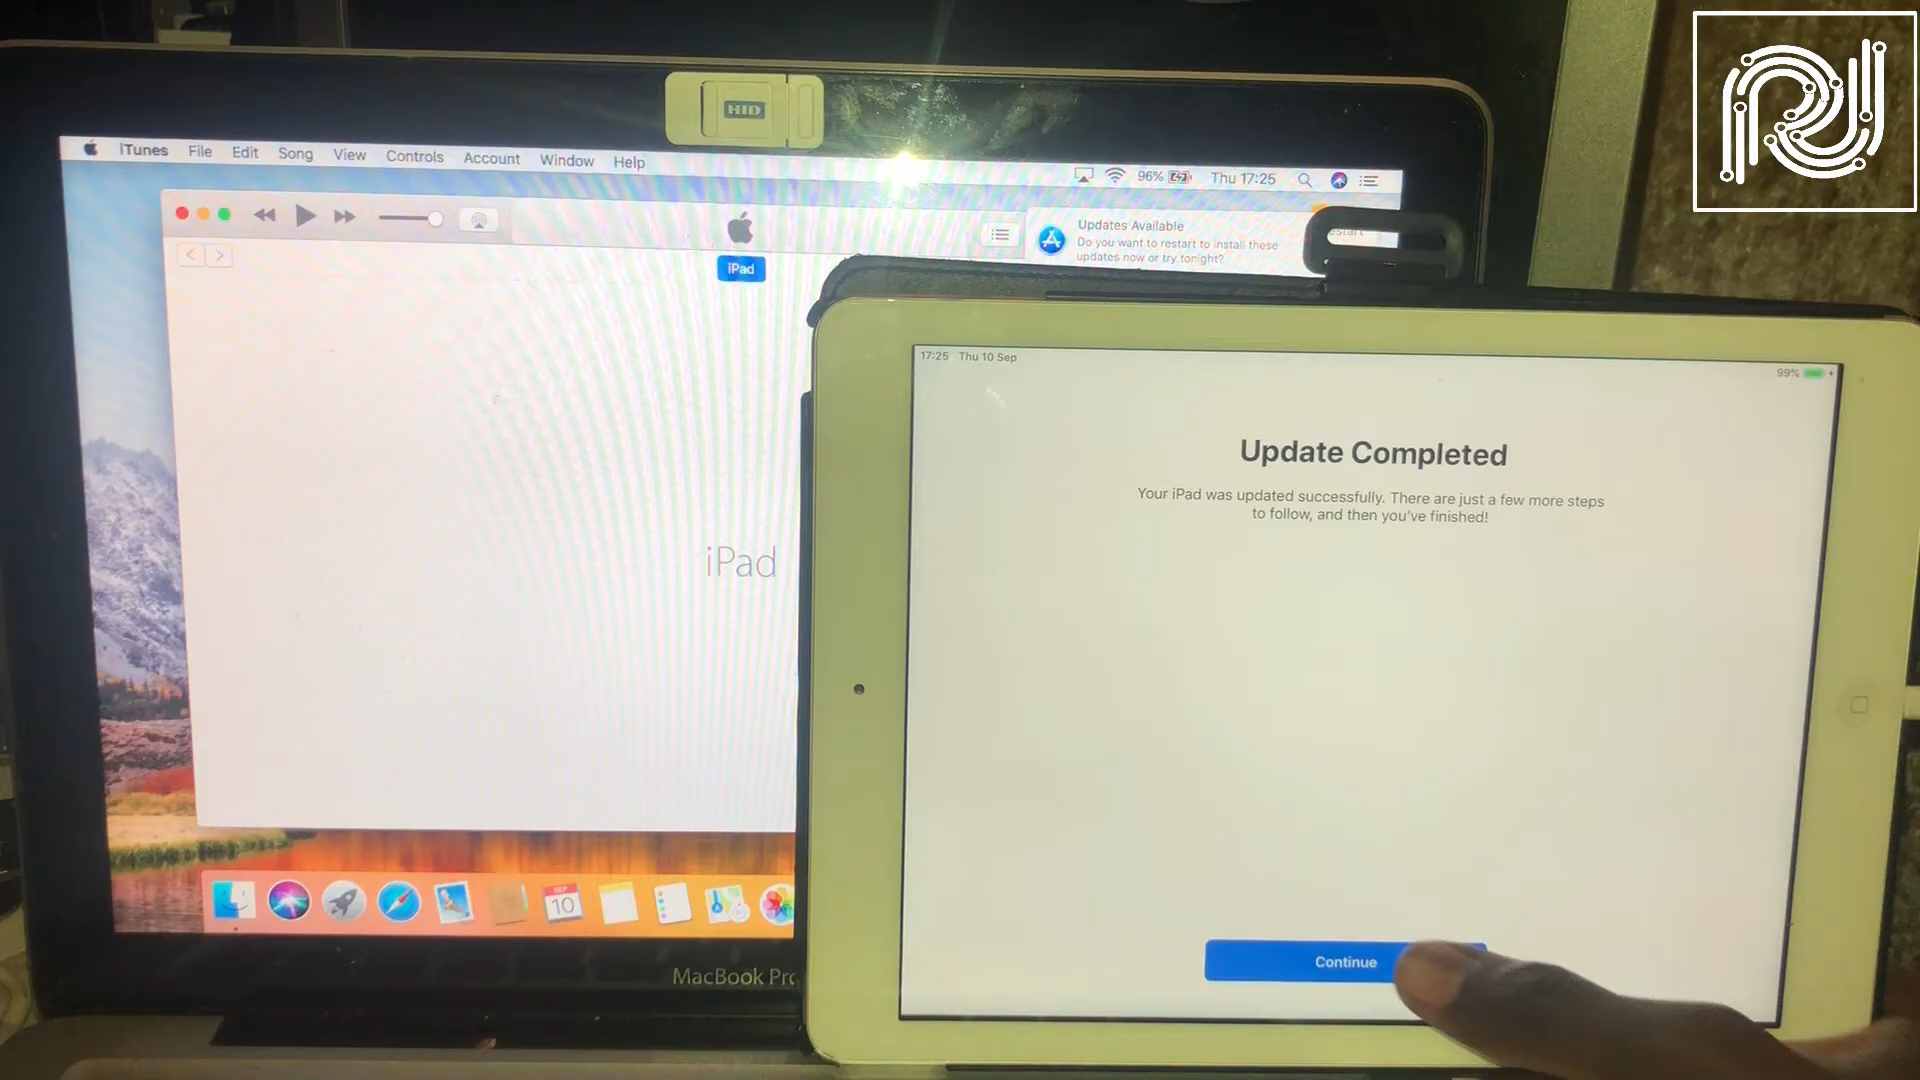 HID
iTunes File Edit Song View Controls Account Window Help
96% Thu 17:25
Updates Available
Do you want to restart to install these
updates now or try tonight?
iPad
iPad
SEP
10
MacBook Pro
17:25 Thu 10 Sep
99%
Update Completed
Your iPad was updated successfully. There are just a few more steps
to follow, and then you've finished!
Continue